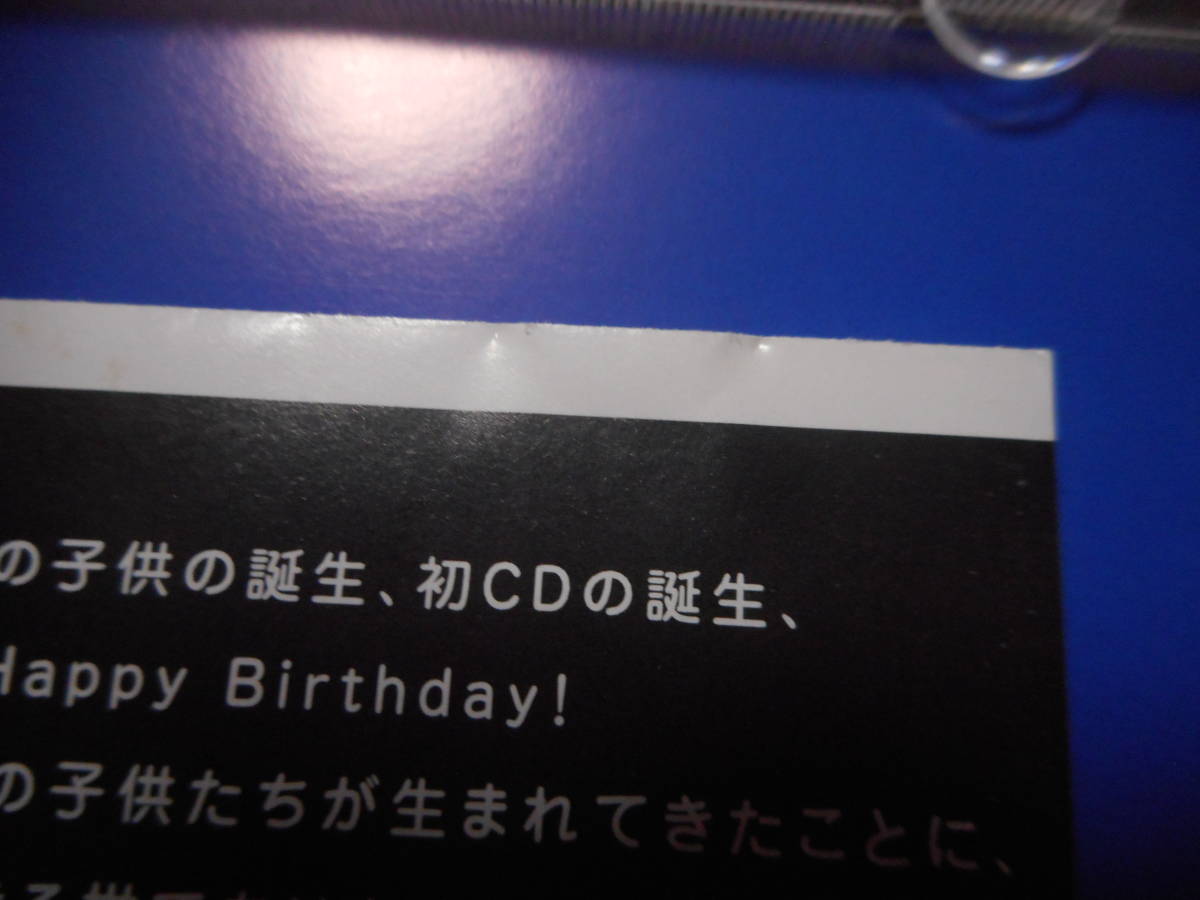 の子供の誕生、初CDの誕生、
Happy Birthday!
の子供たちが生まれてきたことに、